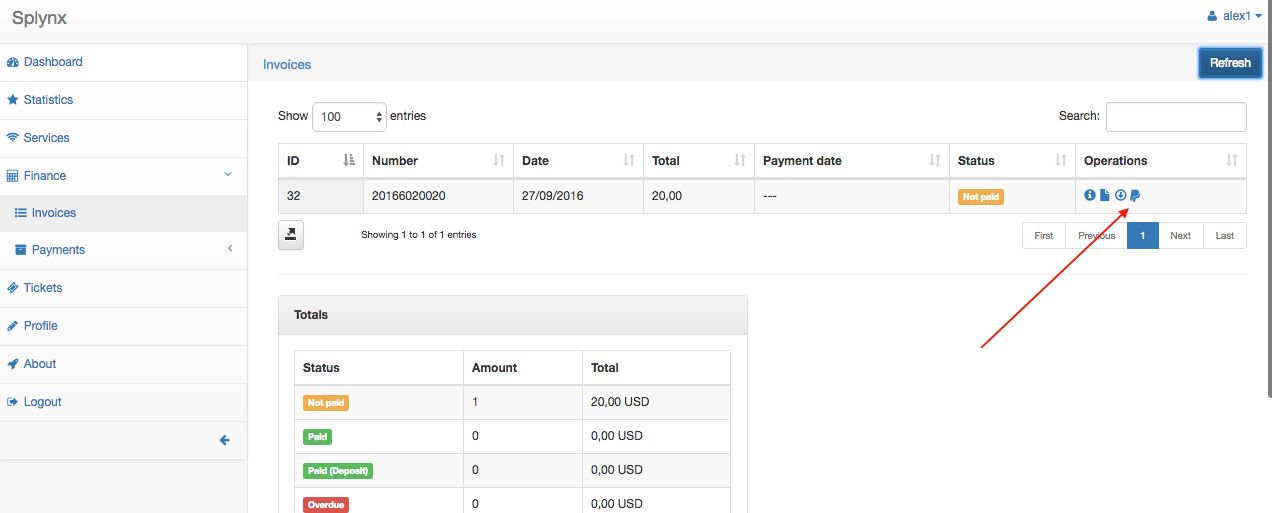 Splynx
alex1
Dashboard
Statistics
Services
Finance
Invoices
Payments
Tickets
Profile
About
Logout
Invoices
Refresh
Show 100 entries
Search:
ID Number Date Total Payment date Status Operations
32 20166020020 27/09/2016 20,00 --- Not paid
Showing 1 to 1 of 1 entries
First Previous 1 Next Last
Totals
Status Amount Total
Not paid 1 20,00 USD
Paid 0 0,00 USD
Paid (Deposit) 0 0,00 USD
Overdue 0 0,00 USD